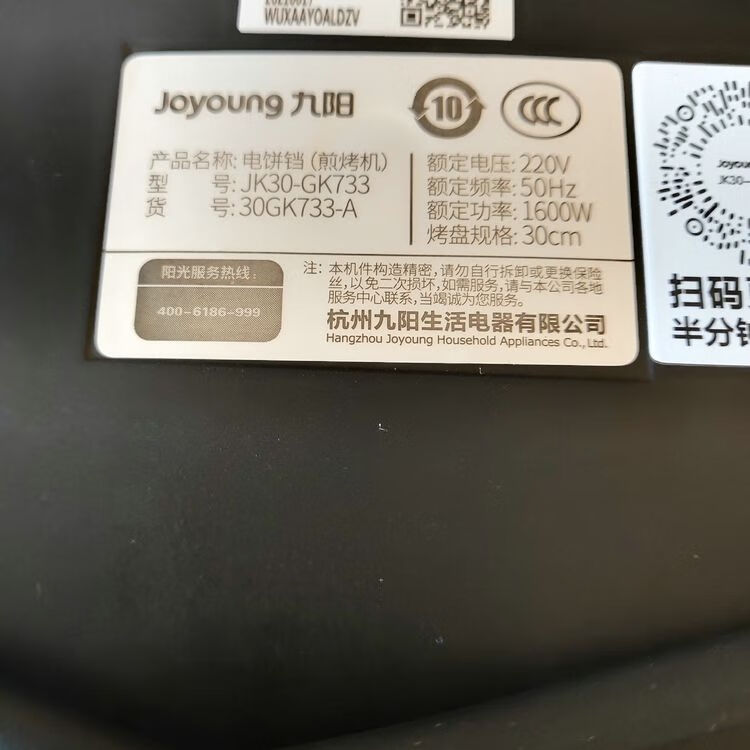 WUXAAYOALDZV
Joyoung 九阳
10
CCC
产品名称: 电饼铛 (煎烤机)
型 号: JK30-GK733
货 号: 30GK733-A
额定电压: 220V
额定频率: 50Hz
额定功率: 1600W
烤盘规格: 30cm
阳光服务热线:
400-6186-999
注: 本机件构造精密, 请勿自行拆卸或更换保险
丝, 以免二次损坏, 如需服务, 请与本公司各地
服务中心联系, 当竭诚为您服务。
杭州九阳生活电器有限公司
Hangzhou Joyoung Household Appliances Co., Ltd.
Joyoung
JK30-
扫码
半分钟